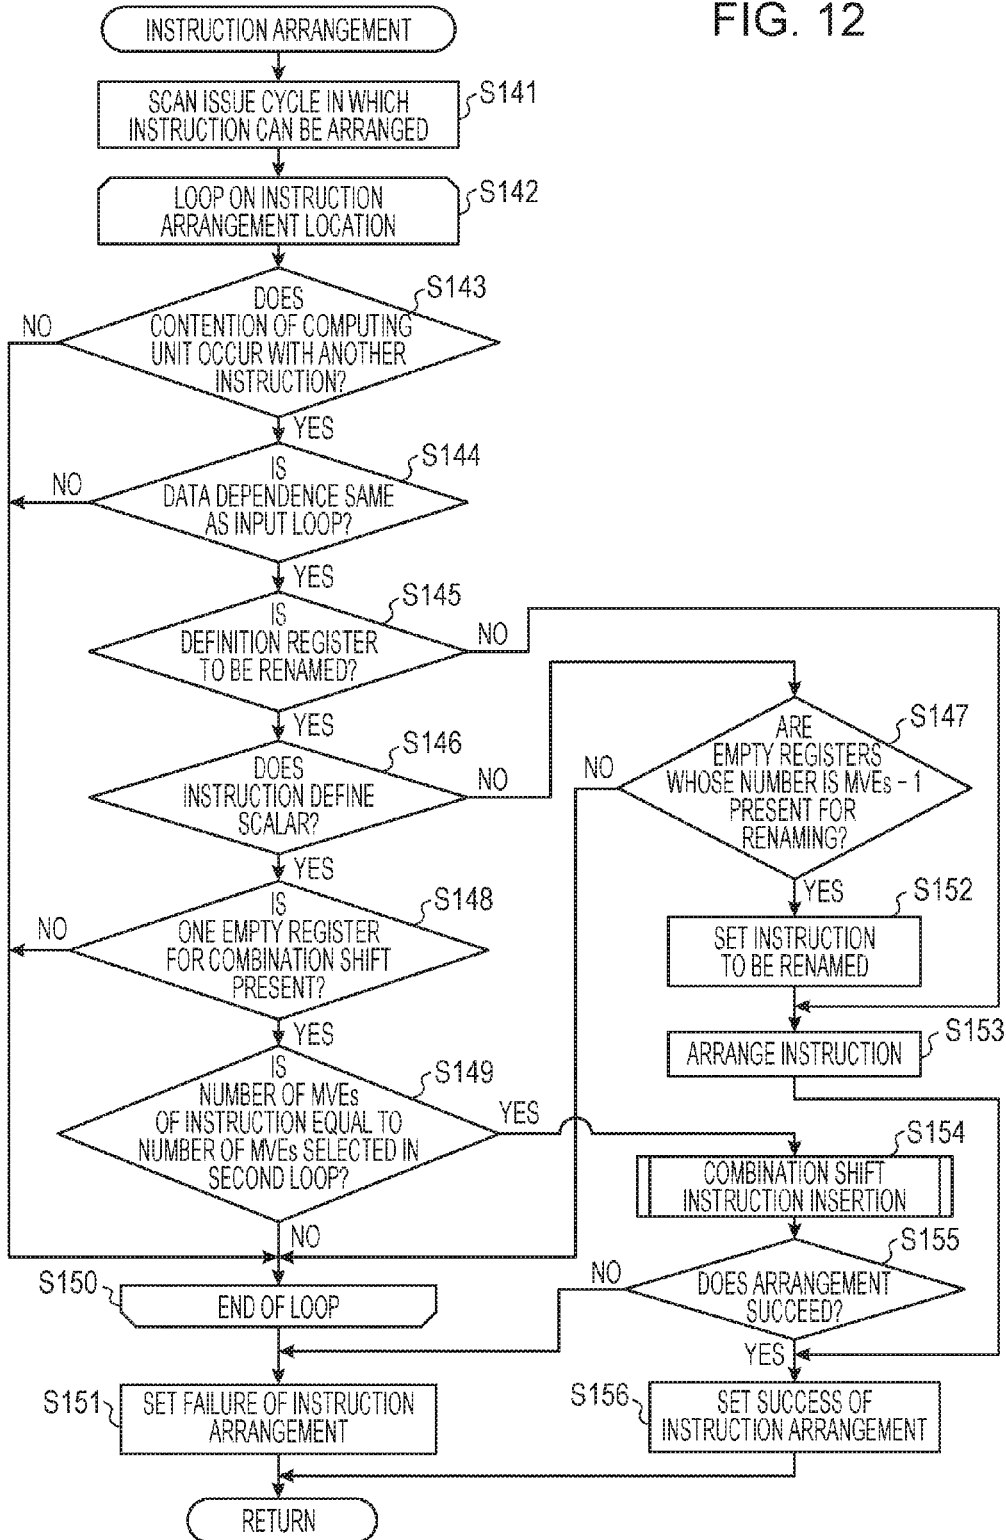 FIG. 12
INSTRUCTION ARRANGEMENT
SCAN ISSUE CYCLE IN WHICH
INSTRUCTION CAN BE ARRANGED
S141
LOOP ON INSTRUCTION
ARRANGEMENT LOCATION
S142
DOES
CONTENTION OF COMPUTING
UNIT OCCUR WITH ANOTHER
INSTRUCTION?
S143
NO
YES
IS
DATA DEPENDENCE SAME
AS INPUT LOOP?
S144
NO
YES
IS
DEFINITION REGISTER
TO BE RENAMED?
S145
NO
YES
DOES
INSTRUCTION DEFINE
SCALAR?
S146
NO
YES
ARE
EMPTY REGISTERS
WHOSE NUMBER IS MVEs – 1
PRESENT FOR
RENAMING?
S147
NO
YES
IS
ONE EMPTY REGISTER
FOR COMBINATION SHIFT
PRESENT?
S148
NO
YES
SET INSTRUCTION
TO BE RENAMED
S152
ARRANGE INSTRUCTION
S153
IS
NUMBER OF MVEs
OF INSTRUCTION EQUAL TO
NUMBER OF MVEs SELECTED IN
SECOND LOOP?
S149
YES
NO
COMBINATION SHIFT
INSTRUCTION INSERTION
S154
S150
END OF LOOP
DOES ARRANGEMENT
SUCCEED?
S155
NO
YES
S151
SET FAILURE OF INSTRUCTION
ARRANGEMENT
S156
SET SUCCESS OF
INSTRUCTION ARRANGEMENT
RETURN